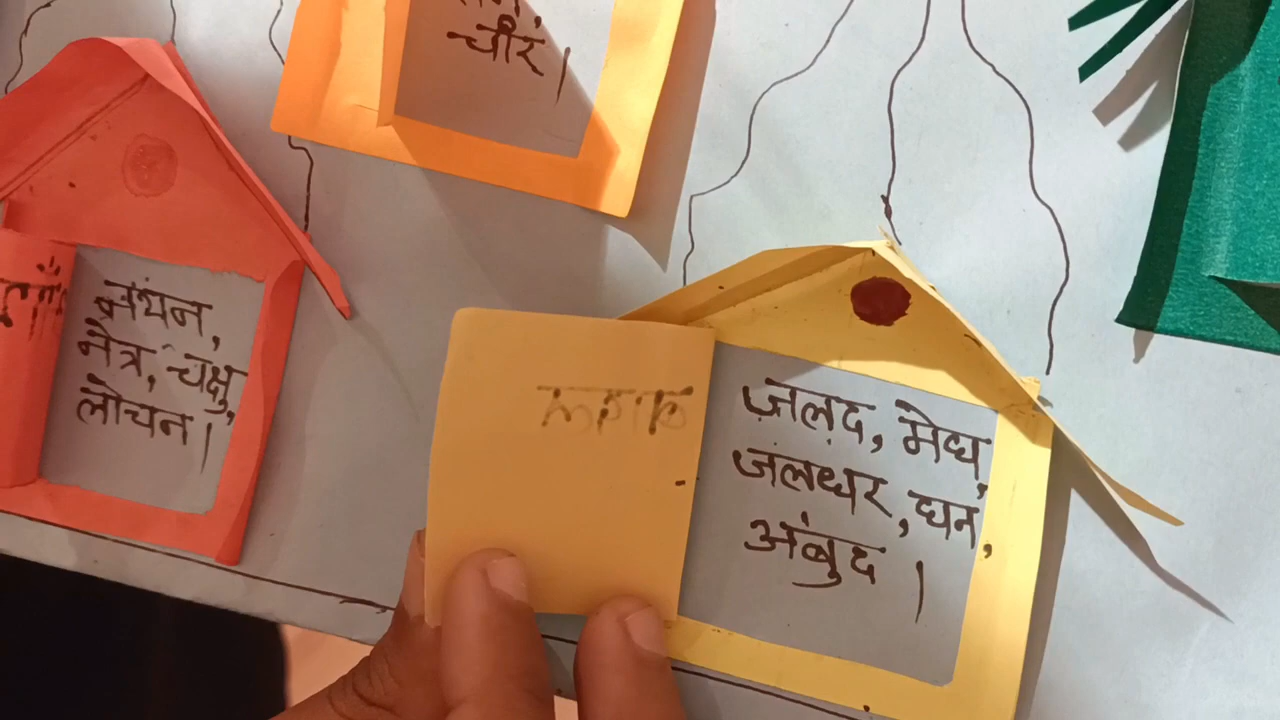 चीर।
नयन,
नेत्र, चक्षु,
लोचन।
जलद, मेघ,
जलधर, घन,
अंबुद।